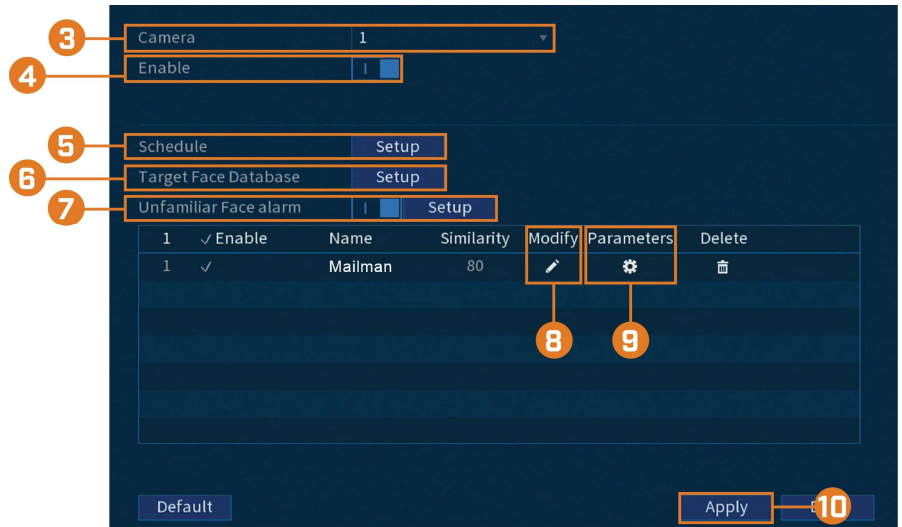 3 Camera 1
4 Enable
5 Schedule Setup
6 Target Face Database Setup
7 Unfamiliar Face alarm Setup
1 ✓ Enable Name Similarity Modify Parameters Delete
1 ✓ Mailman 80
8 9
Default Apply 10